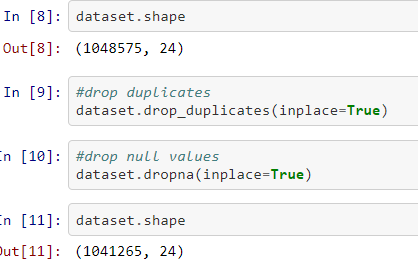 In [8]: dataset.shape
Out[8]: (1048575, 24)
In [9]: #drop duplicates
dataset.drop_duplicates(inplace=True)
In [10]: #drop null values
dataset.dropna(inplace=True)
In [11]: dataset.shape
Out[11]: (1041265, 24)